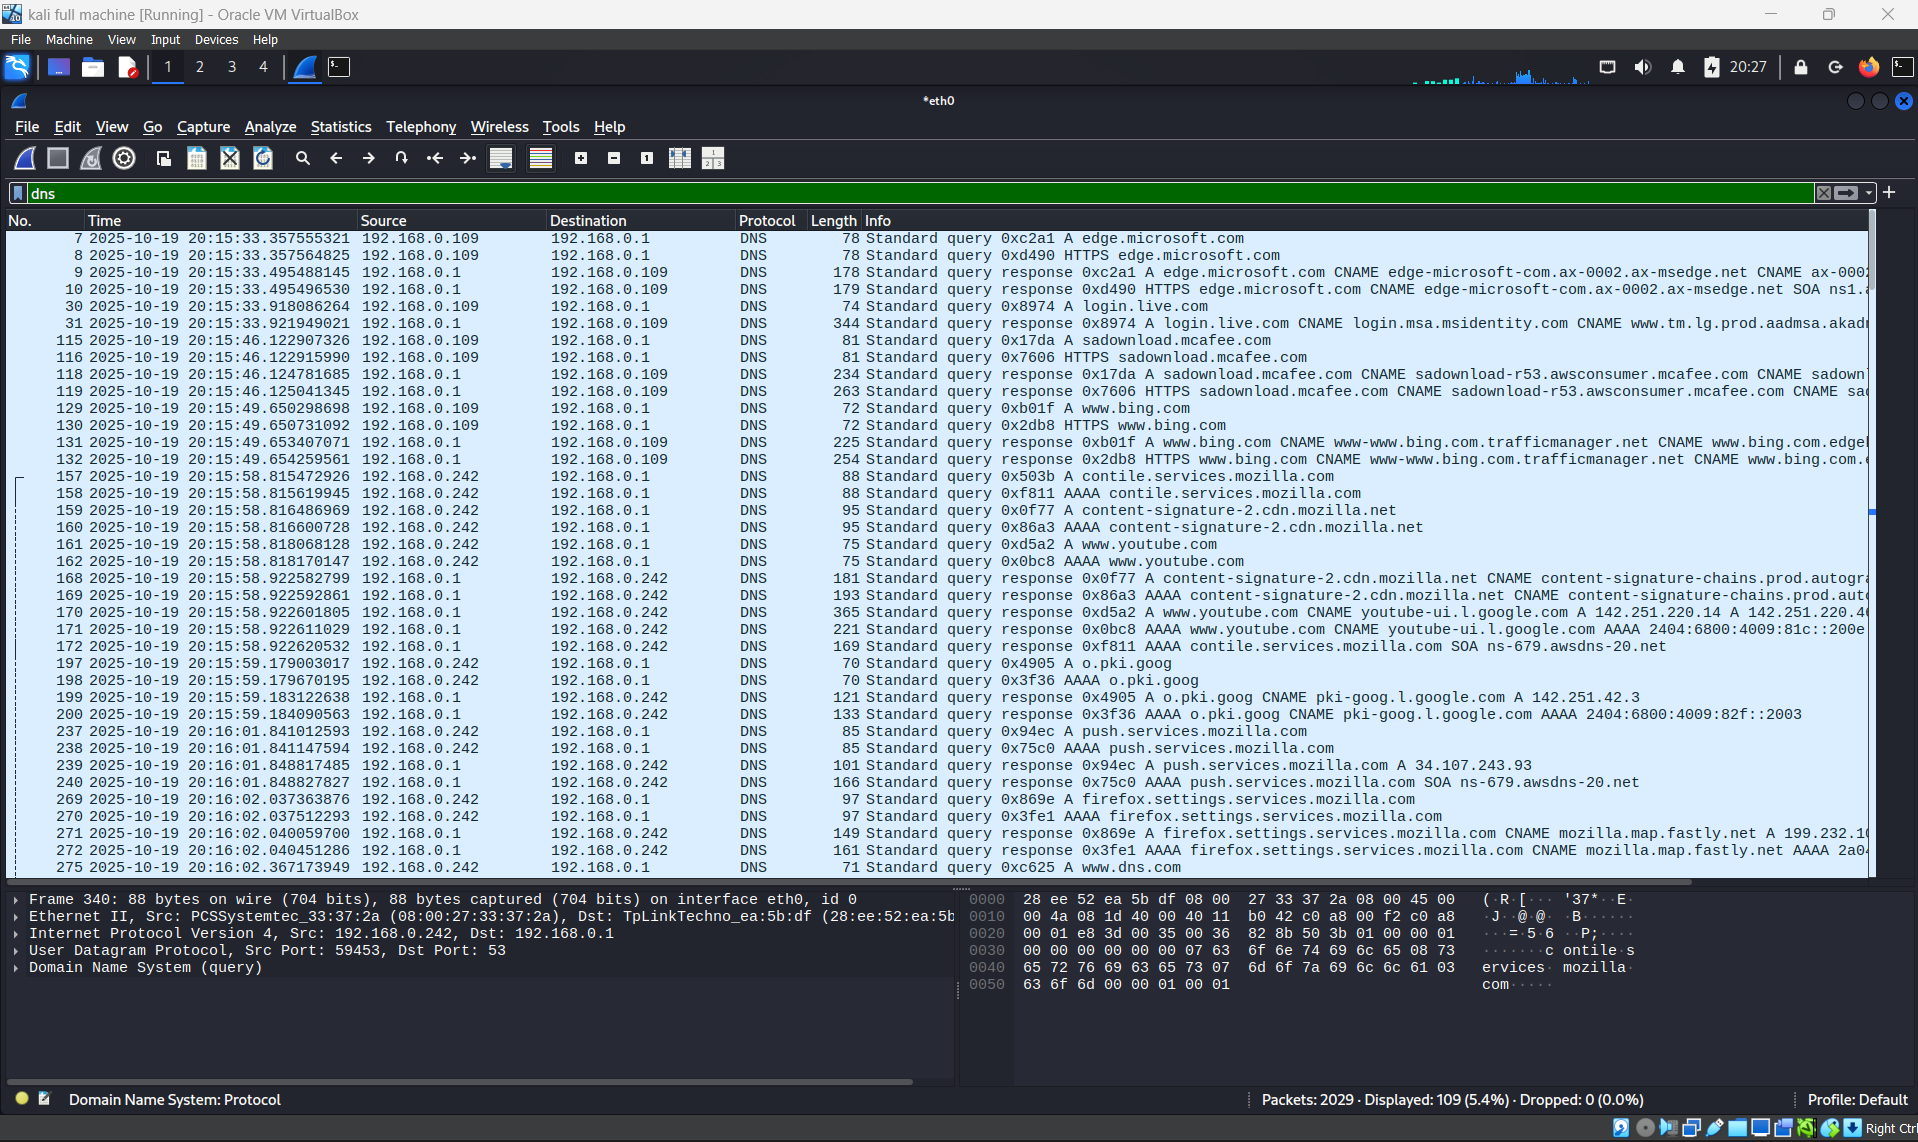 kali full machine [Running] - Oracle VM VirtualBox
File Machine View Input Devices Help
1 2 3 4 20:27
*eth0
File Edit View Go Capture Analyze Statistics Telephony Wireless Tools Help
dns
No. Time Source Destination Protocol Length Info
7 2025-10-19 20:15:33.357555321 192.168.0.109 192.168.0.1 DNS 78 Standard query 0xc2a1 A edge.microsoft.com
8 2025-10-19 20:15:33.357564825 192.168.0.109 192.168.0.1 DNS 78 Standard query 0xd490 HTTPS edge.microsoft.com
9 2025-10-19 20:15:33.495488145 192.168.0.1 192.168.0.109 DNS 178 Standard query response 0xc2a1 A edge.microsoft.com CNAME edge-microsoft-com.ax-0002.ax-msedge.net CNAME ax-000
10 2025-10-19 20:15:33.495496530 192.168.0.1 192.168.0.109 DNS 179 Standard query response 0xd490 HTTPS edge.microsoft.com CNAME edge-microsoft-com.ax-0002.ax-msedge.net SOA ns1.
30 2025-10-19 20:15:33.918086264 192.168.0.109 192.168.0.1 DNS 74 Standard query 0x8974 A login.live.com
31 2025-10-19 20:15:33.921949021 192.168.0.1 192.168.0.109 DNS 344 Standard query response 0x8974 A login.live.com CNAME login.msa.msidentity.com CNAME www.tm.lg.prod.aadmsa.akad
115 2025-10-19 20:15:46.122907326 192.168.0.109 192.168.0.1 DNS 81 Standard query 0x17da A sadownload.mcafee.com
116 2025-10-19 20:15:46.122915990 192.168.0.109 192.168.0.1 DNS 81 Standard query 0x7606 HTTPS sadownload.mcafee.com
118 2025-10-19 20:15:46.124781685 192.168.0.1 192.168.0.109 DNS 234 Standard query response 0x17da A sadownload.mcafee.com CNAME sadownload-r53.awsconsumer.mcafee.com CNAME sadown
119 2025-10-19 20:15:46.125041345 192.168.0.1 192.168.0.109 DNS 263 Standard query response 0x7606 HTTPS sadownload.mcafee.com CNAME sadownload-r53.awsconsumer.mcafee.com CNAME sa
129 2025-10-19 20:15:49.650298698 192.168.0.109 192.168.0.1 DNS 72 Standard query 0xb01f A www.bing.com
130 2025-10-19 20:15:49.650731092 192.168.0.109 192.168.0.1 DNS 72 Standard query 0x2db8 HTTPS www.bing.com
131 2025-10-19 20:15:49.653407071 192.168.0.1 192.168.0.109 DNS 225 Standard query response 0xb01f A www.bing.com CNAME www-www.bing.com.trafficmanager.net CNAME www.bing.com.edge
132 2025-10-19 20:15:49.654259561 192.168.0.1 192.168.0.109 DNS 254 Standard query response 0x2db8 HTTPS www.bing.com CNAME www-www.bing.com.trafficmanager.net CNAME www.bing.com.
157 2025-10-19 20:15:58.815472926 192.168.0.242 192.168.0.1 DNS 88 Standard query 0x503b A contile.services.mozilla.com
158 2025-10-19 20:15:58.815619945 192.168.0.242 192.168.0.1 DNS 88 Standard query 0xf811 AAAA contile.services.mozilla.com
159 2025-10-19 20:15:58.816486969 192.168.0.242 192.168.0.1 DNS 95 Standard query 0x0f77 A content-signature-2.cdn.mozilla.net
160 2025-10-19 20:15:58.816600728 192.168.0.242 192.168.0.1 DNS 95 Standard query 0x86a3 AAAA content-signature-2.cdn.mozilla.net
161 2025-10-19 20:15:58.818068128 192.168.0.242 192.168.0.1 DNS 75 Standard query 0xd5a2 A www.youtube.com
162 2025-10-19 20:15:58.818170147 192.168.0.242 192.168.0.1 DNS 75 Standard query 0x0bc8 AAAA www.youtube.com
168 2025-10-19 20:15:58.922582799 192.168.0.1 192.168.0.242 DNS 181 Standard query response 0x0f77 A content-signature-2.cdn.mozilla.net CNAME content-signature-chains.prod.autogr
169 2025-10-19 20:15:58.922592861 192.168.0.1 192.168.0.242 DNS 193 Standard query response 0x86a3 AAAA content-signature-2.cdn.mozilla.net CNAME content-signature-chains.prod.aut
170 2025-10-19 20:15:58.922601805 192.168.0.1 192.168.0.242 DNS 365 Standard query response 0xd5a2 A www.youtube.com CNAME youtube-ui.l.google.com A 142.251.220.14 A 142.251.220.4
171 2025-10-19 20:15:58.922611029 192.168.0.1 192.168.0.242 DNS 221 Standard query response 0x0bc8 AAAA www.youtube.com CNAME youtube-ui.l.google.com AAAA 2404:6800:4009:81c::200e
172 2025-10-19 20:15:58.922620532 192.168.0.1 192.168.0.242 DNS 169 Standard query response 0xf811 AAAA contile.services.mozilla.com SOA ns-679.awsdns-20.net
197 2025-10-19 20:15:59.179003017 192.168.0.242 192.168.0.1 DNS 70 Standard query 0x4905 A o.pki.goog
198 2025-10-19 20:15:59.179670195 192.168.0.242 192.168.0.1 DNS 70 Standard query 0x3f36 AAAA o.pki.goog
199 2025-10-19 20:15:59.183122638 192.168.0.1 192.168.0.242 DNS 121 Standard query response 0x4905 A o.pki.goog CNAME pki-goog.l.google.com A 142.251.42.3
200 2025-10-19 20:15:59.184090563 192.168.0.1 192.168.0.242 DNS 133 Standard query response 0x3f36 AAAA o.pki.goog CNAME pki-goog.l.google.com AAAA 2404:6800:4009:82f::2003
237 2025-10-19 20:16:01.841012593 192.168.0.242 192.168.0.1 DNS 85 Standard query 0x94ec A push.services.mozilla.com
238 2025-10-19 20:16:01.841147594 192.168.0.242 192.168.0.1 DNS 85 Standard query 0x75c0 AAAA push.services.mozilla.com
239 2025-10-19 20:16:01.848817485 192.168.0.1 192.168.0.242 DNS 101 Standard query response 0x94ec A push.services.mozilla.com A 34.107.243.93
240 2025-10-19 20:16:01.848827827 192.168.0.1 192.168.0.242 DNS 166 Standard query response 0x75c0 AAAA push.services.mozilla.com SOA ns-679.awsdns-20.net
269 2025-10-19 20:16:02.037363876 192.168.0.242 192.168.0.1 DNS 97 Standard query 0x869e A firefox.settings.services.mozilla.com
270 2025-10-19 20:16:02.037512293 192.168.0.242 192.168.0.1 DNS 97 Standard query 0x3fe1 AAAA firefox.settings.services.mozilla.com
271 2025-10-19 20:16:02.040059700 192.168.0.1 192.168.0.242 DNS 149 Standard query response 0x869e A firefox.settings.services.mozilla.com CNAME mozilla.map.fastly.net A 199.232.10
272 2025-10-19 20:16:02.040451286 192.168.0.1 192.168.0.242 DNS 161 Standard query response 0x3fe1 AAAA firefox.settings.services.mozilla.com CNAME mozilla.map.fastly.net AAAA 2a04
275 2025-10-19 20:16:02.367173949 192.168.0.242 192.168.0.1 DNS 71 Standard query 0xc625 A www.dns.com
Frame 340: 88 bytes on wire (704 bits), 88 bytes captured (704 bits) on interface eth0, id 0
Ethernet II, Src: PCSSystemtec_33:37:2a (08:00:27:33:37:2a), Dst: TpLinkTechno_ea:5b:df (28:ee:52:ea:5b
Internet Protocol Version 4, Src: 192.168.0.242, Dst: 192.168.0.1
User Datagram Protocol, Src Port: 59453, Dst Port: 53
Domain Name System (query)
0000 28 ee 52 ea 5b df 08 00 27 33 37 2a 08 00 45 00 (·R·[··· '37*··E·
0010 00 4a 08 1d 40 00 40 11 b0 42 c0 a8 00 f2 c0 a8 ·J··@·@· ·B······
0020 00 01 e8 3d 00 35 00 36 82 8b 50 3b 01 00 00 01 ···=·5·6 ··P;····
0030 00 00 00 00 00 00 07 63 6f 6e 74 69 6c 65 08 73 ·······c ontile·s
0040 65 72 76 69 63 65 73 07 6d 6f 7a 69 6c 6c 61 03 ervices· mozilla·
0050 63 6f 6d 00 00 01 00 01 com·····
Domain Name System: Protocol Packets: 2029 · Displayed: 109 (5.4%) · Dropped: 0 (0.0%) Profile: Default
Right Ctrl